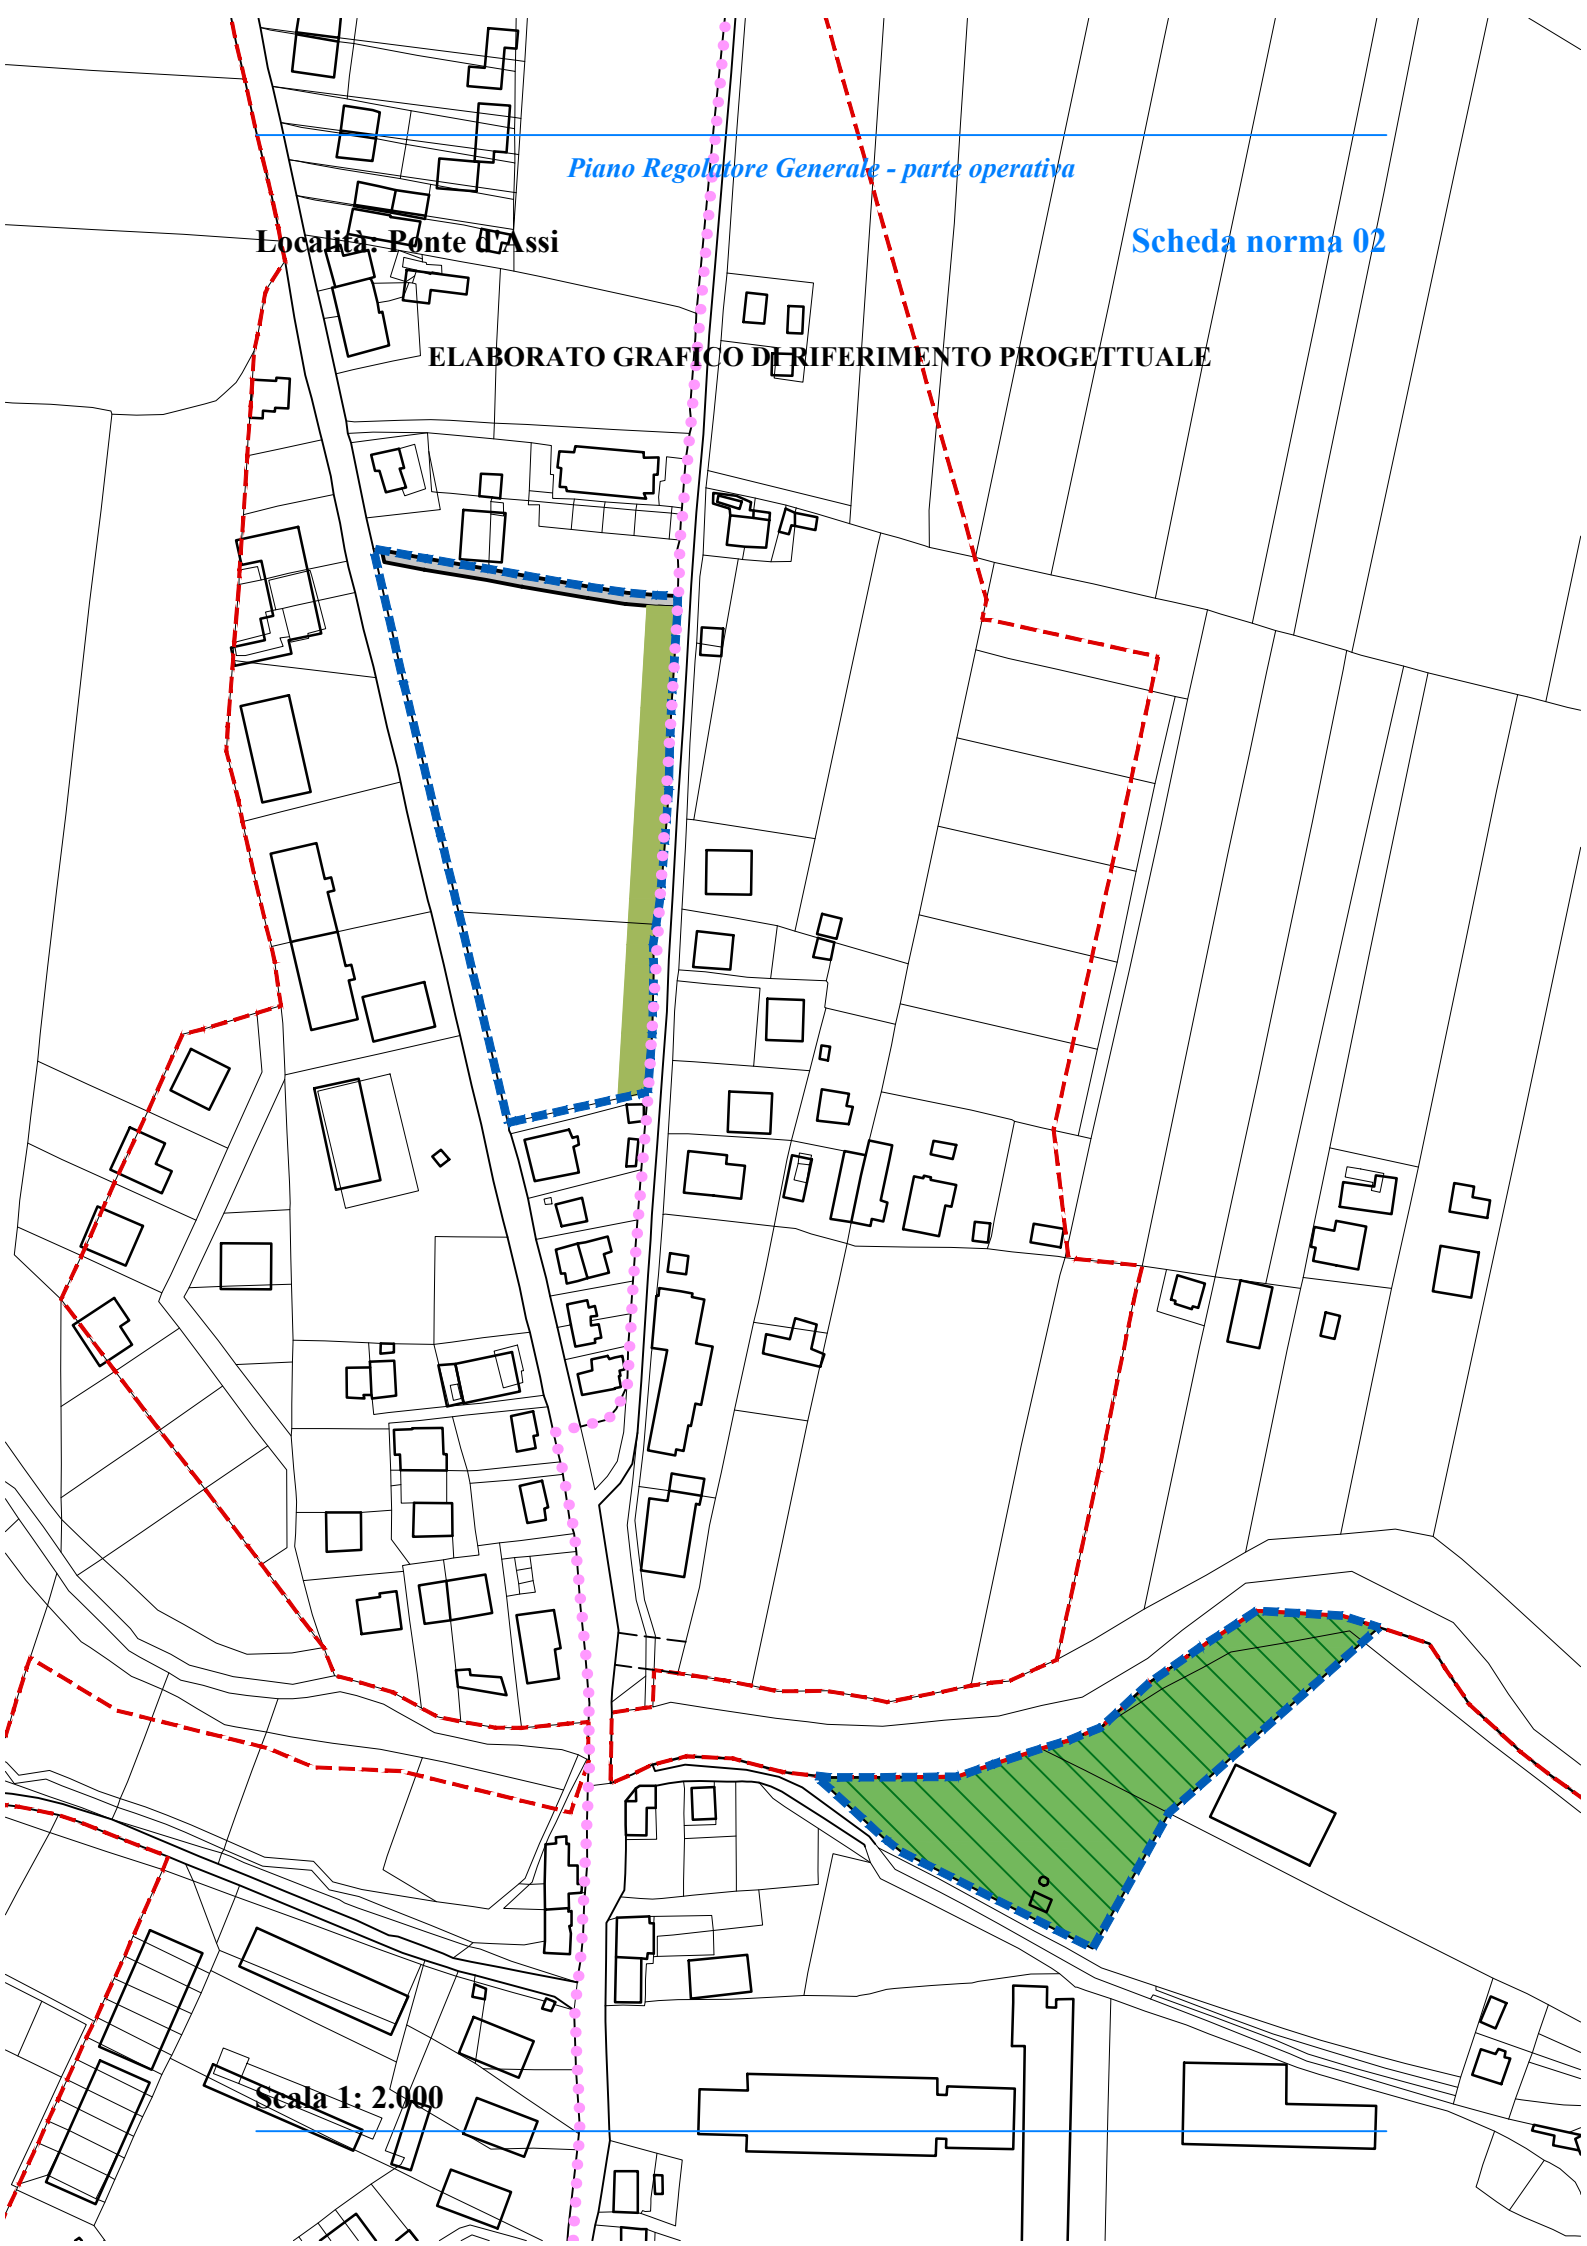 Piano Regolatore Generale - parte operativa
Località: Ponte d'Assi
Scheda norma 02
ELABORATO GRAFICO DI RIFERIMENTO PROGETTUALE
Scala 1: 2.000